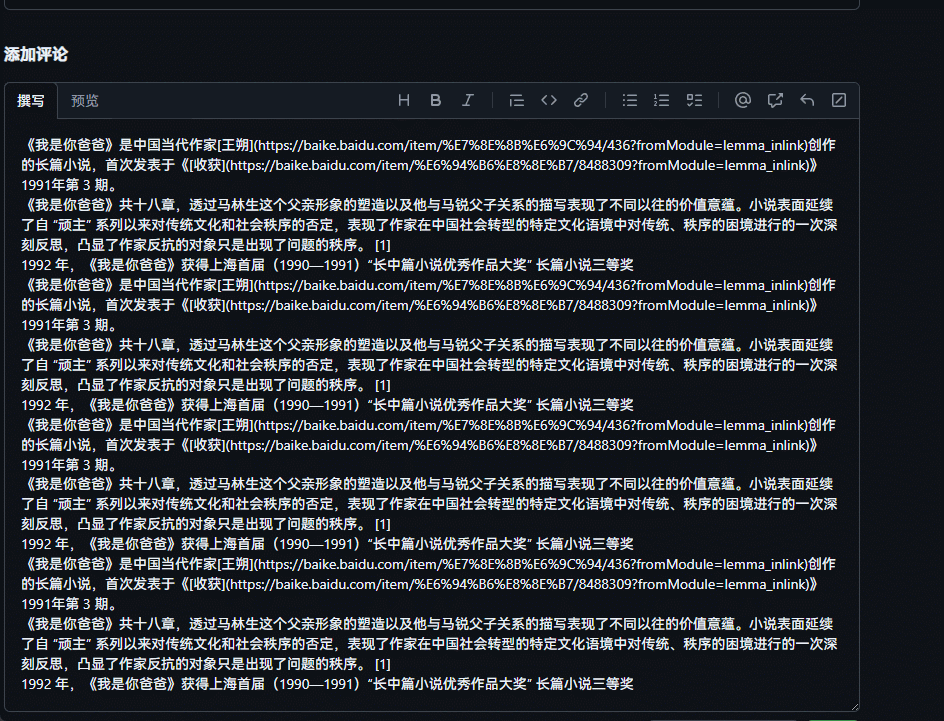 添加评论
撰写
预览
《我是你爸爸》是中国当代作家[王朔](https://baike.baidu.com/item/%E7%8E%8B%E6%9C%94/436?fromModule=lemma_inlink)创作
的长篇小说，首次发表于《[收获](https://baike.baidu.com/item/%E6%94%B6%E8%8E%B7/8488309?fromModule=lemma_inlink)》
1991年第 3 期。
《我是你爸爸》共十八章，透过马林生这个父亲形象的塑造以及他与马锐父子关系的描写表现了不同以往的价值意蕴。小说表面延续
了自 “顽主” 系列以来对传统文化和社会秩序的否定，表现了作家在中国社会转型的特定文化语境中对传统、秩序的困境进行的一次深
刻反思，凸显了作家反抗的对象只是出现了问题的秩序。 [1]
1992 年，《我是你爸爸》获得上海首届（1990—1991）“长中篇小说优秀作品大奖” 长篇小说三等奖
《我是你爸爸》是中国当代作家[王朔](https://baike.baidu.com/item/%E7%8E%8B%E6%9C%94/436?fromModule=lemma_inlink)创作
的长篇小说，首次发表于《[收获](https://baike.baidu.com/item/%E6%94%B6%E8%8E%B7/8488309?fromModule=lemma_inlink)》
1991年第 3 期。
《我是你爸爸》共十八章，透过马林生这个父亲形象的塑造以及他与马锐父子关系的描写表现了不同以往的价值意蕴。小说表面延续
了自 “顽主” 系列以来对传统文化和社会秩序的否定，表现了作家在中国社会转型的特定文化语境中对传统、秩序的困境进行的一次深
刻反思，凸显了作家反抗的对象只是出现了问题的秩序。 [1]
1992 年，《我是你爸爸》获得上海首届（1990—1991）“长中篇小说优秀作品大奖” 长篇小说三等奖
《我是你爸爸》是中国当代作家[王朔](https://baike.baidu.com/item/%E7%8E%8B%E6%9C%94/436?fromModule=lemma_inlink)创作
的长篇小说，首次发表于《[收获](https://baike.baidu.com/item/%E6%94%B6%E8%8E%B7/8488309?fromModule=lemma_inlink)》
1991年第 3 期。
《我是你爸爸》共十八章，透过马林生这个父亲形象的塑造以及他与马锐父子关系的描写表现了不同以往的价值意蕴。小说表面延续
了自 “顽主” 系列以来对传统文化和社会秩序的否定，表现了作家在中国社会转型的特定文化语境中对传统、秩序的困境进行的一次深
刻反思，凸显了作家反抗的对象只是出现了问题的秩序。 [1]
1992 年，《我是你爸爸》获得上海首届（1990—1991）“长中篇小说优秀作品大奖” 长篇小说三等奖
《我是你爸爸》是中国当代作家[王朔](https://baike.baidu.com/item/%E7%8E%8B%E6%9C%94/436?fromModule=lemma_inlink)创作
的长篇小说，首次发表于《[收获](https://baike.baidu.com/item/%E6%94%B6%E8%8E%B7/8488309?fromModule=lemma_inlink)》
1991年第 3 期。
《我是你爸爸》共十八章，透过马林生这个父亲形象的塑造以及他与马锐父子关系的描写表现了不同以往的价值意蕴。小说表面延续
了自 “顽主” 系列以来对传统文化和社会秩序的否定，表现了作家在中国社会转型的特定文化语境中对传统、秩序的困境进行的一次深
刻反思，凸显了作家反抗的对象只是出现了问题的秩序。 [1]
1992 年，《我是你爸爸》获得上海首届（1990—1991）“长中篇小说优秀作品大奖” 长篇小说三等奖